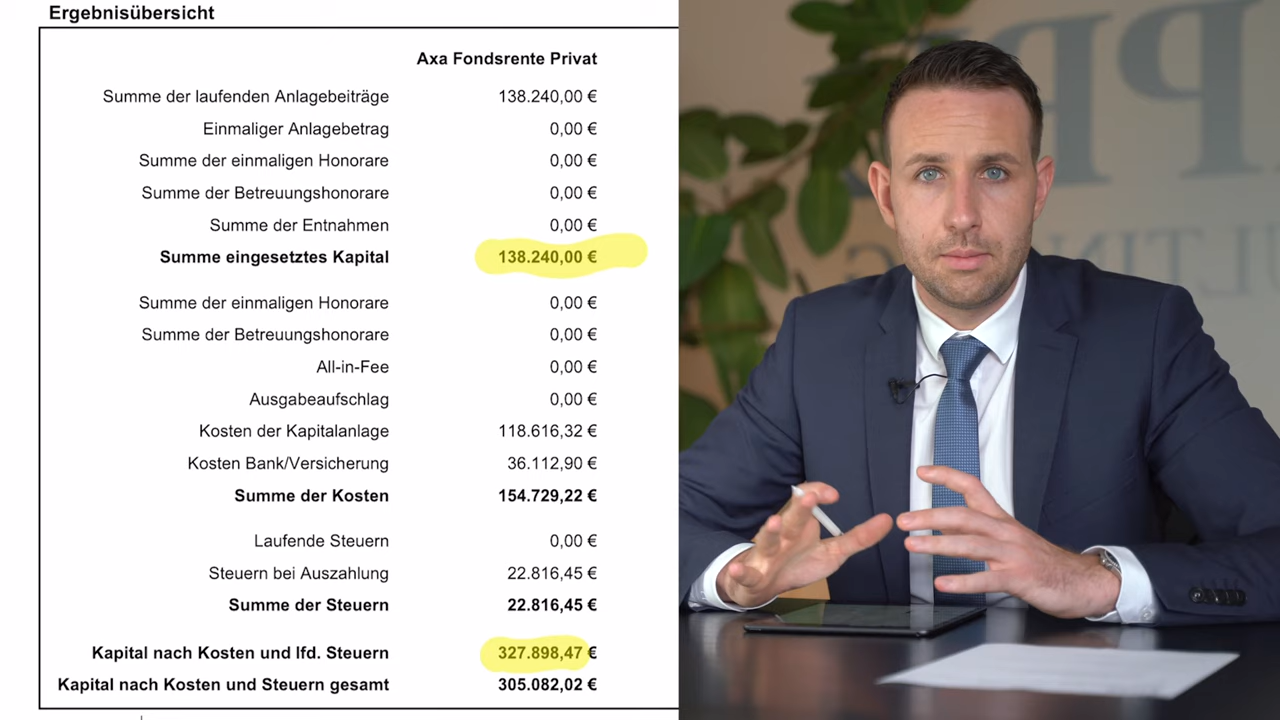 Ergebnisübersicht
Axa Fondsrente Privat
Summe der laufenden Anlagebeiträge 138.240,00 €
Einmaliger Anlagebetrag 0,00 €
Summe der einmaligen Honorare 0,00 €
Summe der Betreuungshonorare 0,00 €
Summe der Entnahmen 0,00 €
Summe eingesetztes Kapital 138.240,00 €
Summe der einmaligen Honorare 0,00 €
Summe der Betreuungshonorare 0,00 €
All-in-Fee 0,00 €
Ausgabeaufschlag 0,00 €
Kosten der Kapitalanlage 118.616,32 €
Kosten Bank/Versicherung 36.112,90 €
Summe der Kosten 154.729,22 €
Laufende Steuern 0,00 €
Steuern bei Auszahlung 22.816,45 €
Summe der Steuern 22.816,45 €
Kapital nach Kosten und lfd. Steuern 327.898,47 €
Kapital nach Kosten und Steuern gesamt 305.082,02 €